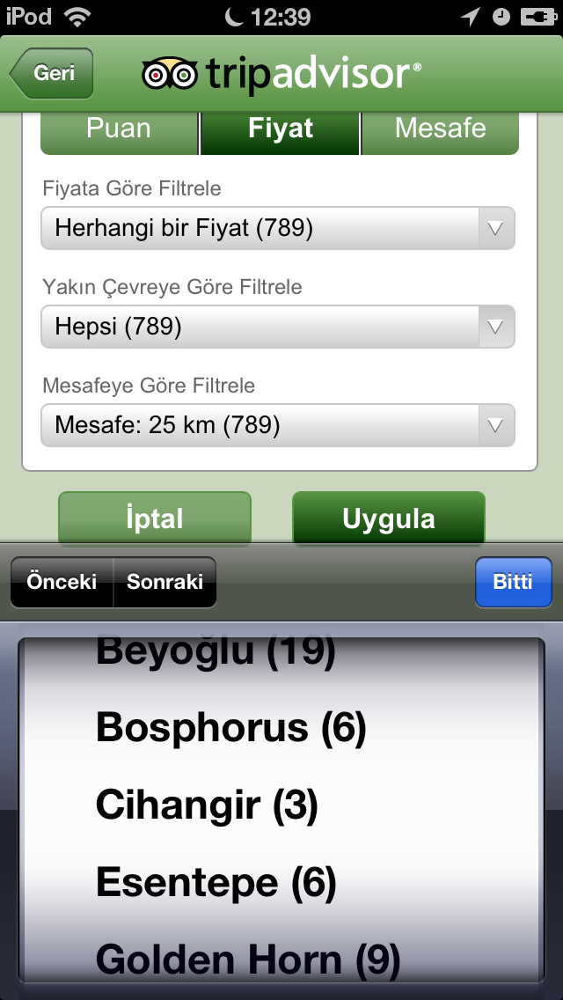 iPod 12:39
Geri tripadvisor®
Puan Fiyat Mesafe
Fiyata Göre Filtrele
Herhangi bir Fiyat (789)
Yakın Çevreye Göre Filtrele
Hepsi (789)
Mesafeye Göre Filtrele
Mesafe: 25 km (789)
İptal Uygula
Önceki Sonraki Bitti
Beyoğlu (19)
Bosphorus (6)
Cihangir (3)
Esentepe (6)
Golden Horn (9)